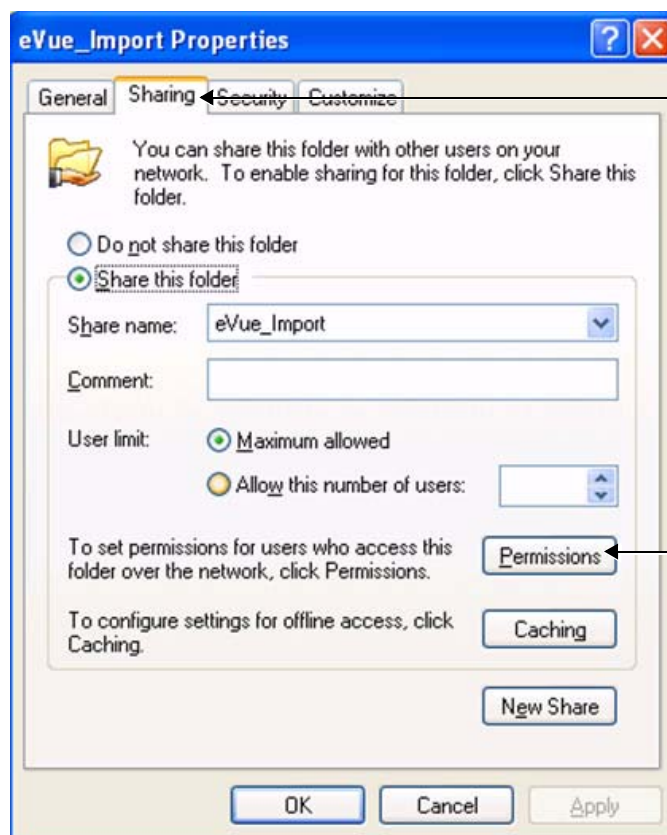 eVue_Import Properties
General Sharing Security Customize
You can share this folder with other users on your
network. To enable sharing for this folder, click Share this
folder.
Do not share this folder
Share this folder
Share name: eVue_Import
Comment:
User limit: Maximum allowed
Allow this number of users:
To set permissions for users who access this
folder over the network, click Permissions.
Permissions
To configure settings for offline access, click
Caching.
Caching
New Share
OK Cancel Apply